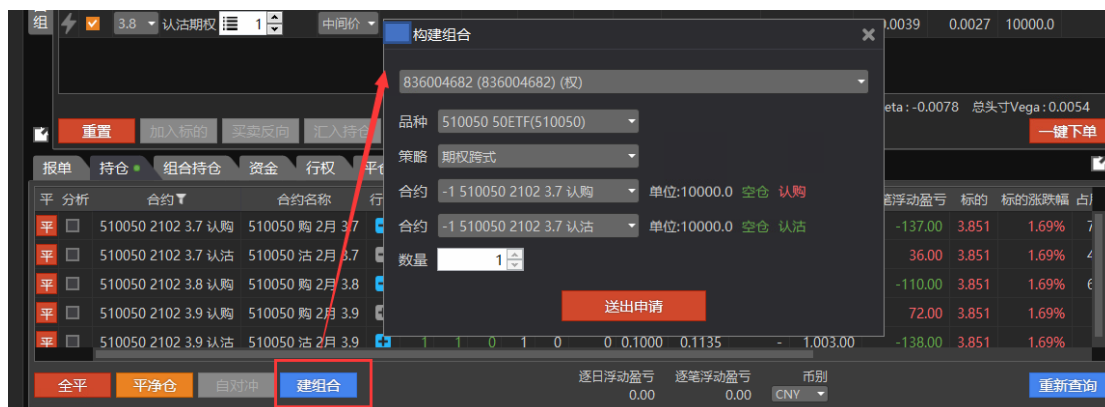 组 3.8 认沽期权 1 中间价 .0039 0.0027 10000.0
构建组合
836004682 (836004682) (权)
eta : -0.0078 总头寸Vega : 0.0054
品种 510050 50ETF(510050)
重置 加入标的 买卖反向 汇入持仓 一键下单
策略 期权跨式
报单 持仓 组合持仓 资金 行权 平仓
合约 -1 510050 2102 3.7 认购 单位:10000.0 空仓 认购
平 分析 合约 合约名称 行 笔浮动盈亏 标的 标的涨跌幅 占
平 510050 2102 3.7 认购 510050 购 2月 3.7 -137.00 3.851 1.69% 7
合约 -1 510050 2102 3.7 认沽 单位:10000.0 空仓 认沽
平 510050 2102 3.7 认沽 510050 沽 2月 3.7 36.00 3.851 1.69% 4
数量 1
平 510050 2102 3.8 认购 510050 购 2月 3.8 -110.00 3.851 1.69% 6
送出申请
平 510050 2102 3.9 认购 510050 购 2月 3.9 72.00 3.851 1.69%
平 510050 2102 3.9 认沽 510050 沽 2月 3.9 1 1 0 1 0 0 0.1000 0.1135 - 1,003.00 -138.00 3.851 1.69%
全平 平净仓 自对冲 建组合 逐日浮动盈亏 逐笔浮动盈亏 币别 重新查询
0.00 0.00 CNY